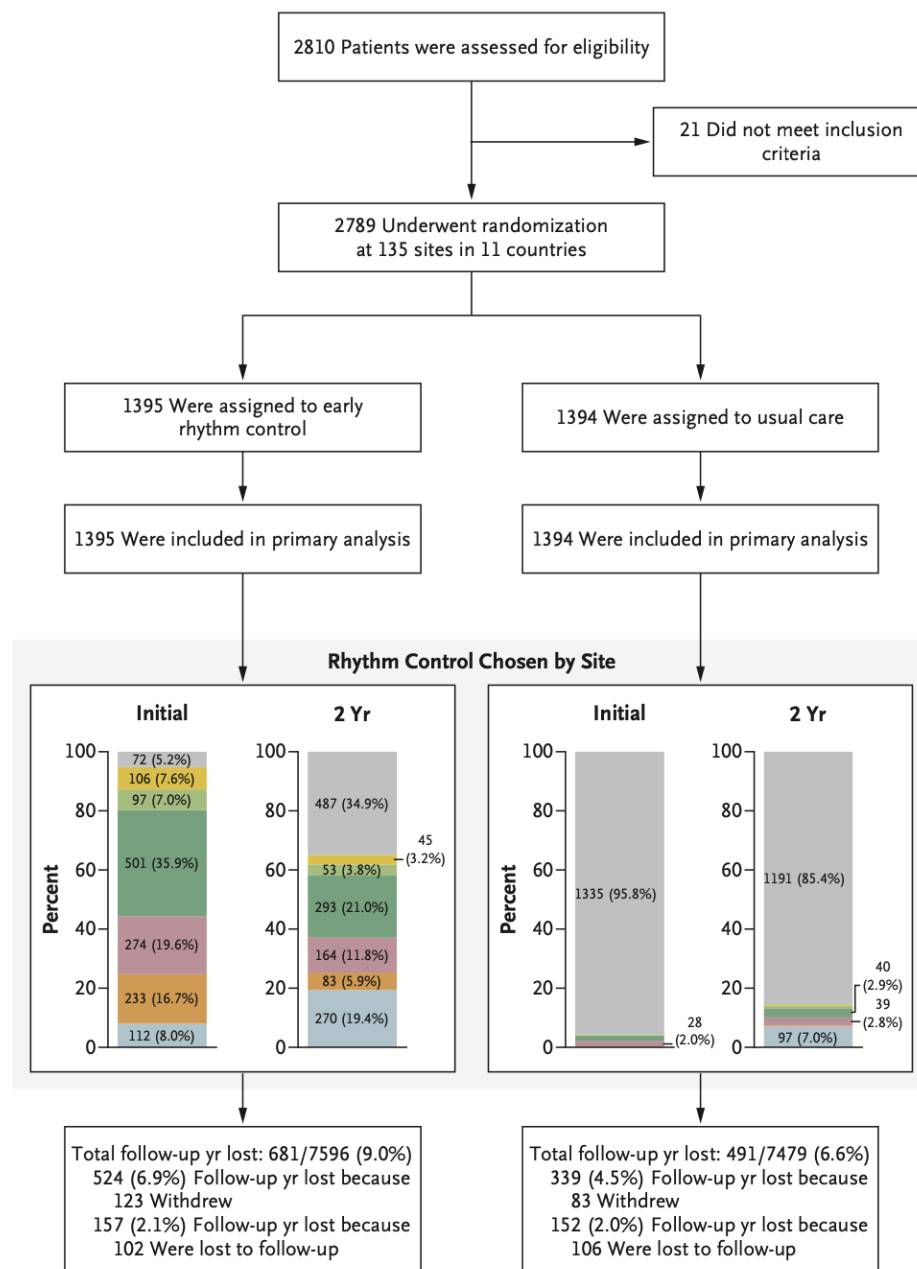 2810 Patients were assessed for eligibility
21 Did not meet inclusion
criteria
2789 Underwent randomization
at 135 sites in 11 countries
1395 Were assigned to early
rhythm control
1394 Were assigned to usual care
1395 Were included in primary analysis
1394 Were included in primary analysis
Rhythm Control Chosen by Site
Initial
2 Yr
Percent
100
80
60
40
20
0
72 (5.2%)
106 (7.6%)
97 (7.0%)
501 (35.9%)
274 (19.6%)
233 (16.7%)
112 (8.0%)
100
80
60
40
20
0
487 (34.9%)
45
(3.2%)
53 (3.8%)
293 (21.0%)
164 (11.8%)
83 (5.9%)
270 (19.4%)
Initial
2 Yr
Percent
100
80
60
40
20
0
1335 (95.8%)
28
(2.0%)
100
80
60
40
20
0
1191 (85.4%)
40
(2.9%)
39
(2.8%)
97 (7.0%)
Total follow-up yr lost: 681/7596 (9.0%)
524 (6.9%) Follow-up yr lost because
123 Withdrew
157 (2.1%) Follow-up yr lost because
102 Were lost to follow-up
Total follow-up yr lost: 491/7479 (6.6%)
339 (4.5%) Follow-up yr lost because
83 Withdrew
152 (2.0%) Follow-up yr lost because
106 Were lost to follow-up